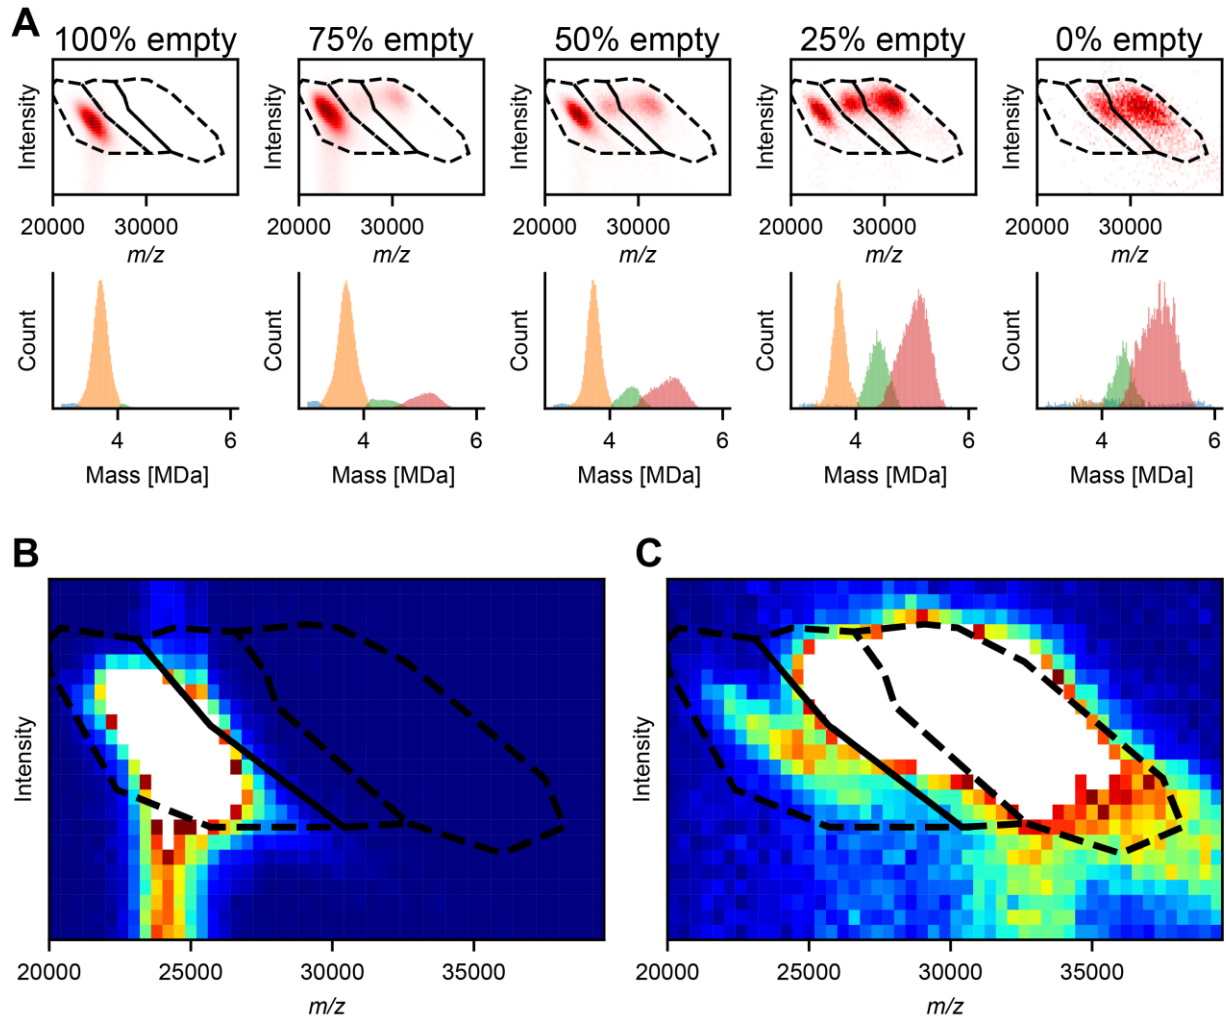 A
100% empty
75% empty
50% empty
25% empty
0% empty
Intensity
Intensity
Intensity
Intensity
Intensity
20000 30000
20000 30000
20000 30000
20000 30000
20000 30000
m/z
m/z
m/z
m/z
m/z
Count
Count
Count
Count
Count
4 6
4 6
4 6
4 6
4 6
Mass [MDa]
Mass [MDa]
Mass [MDa]
Mass [MDa]
Mass [MDa]
B
Intensity
20000 25000 30000 35000
m/z
C
Intensity
20000 25000 30000 35000
m/z